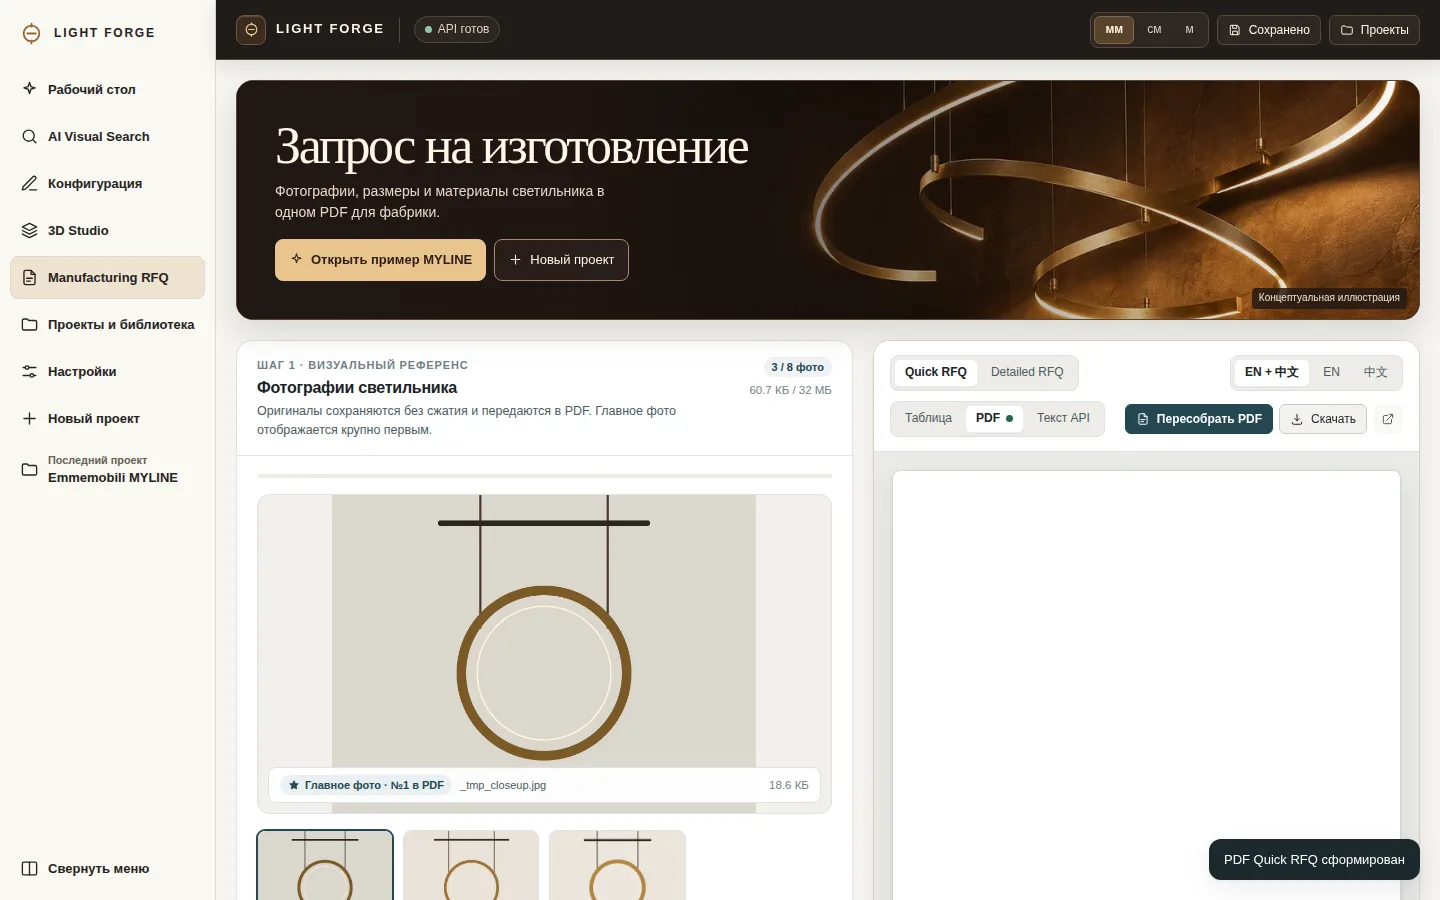 LIGHT FORGE
Рабочий стол
AI Visual Search
Конфигурация
3D Studio
Manufacturing RFQ
Проекты и библиотека
Настройки
Новый проект
Последний проект
Emmemobili MYLINE
Свернуть меню
LIGHT FORGE
API готов
мм
см
м
Сохранено
Проекты
Запрос на изготовление
Фотографии, размеры и материалы светильника в
одном PDF для фабрики.
Открыть пример MYLINE
Новый проект
Концептуальная иллюстрация
ШАГ 1 · ВИЗУАЛЬНЫЙ РЕФЕРЕНС
3 / 8 фото
Фотографии светильника
60.7 КБ / 32 МБ
Оригиналы сохраняются без сжатия и передаются в PDF. Главное фото
отображается крупно первым.
Главное фото · №1 в PDF
_tmp_closeup.jpg
18.6 КБ
Quick RFQ
Detailed RFQ
EN + 中文
EN
中文
Таблица
PDF
Текст API
Пересобрать PDF
Скачать
PDF Quick RFQ сформирован